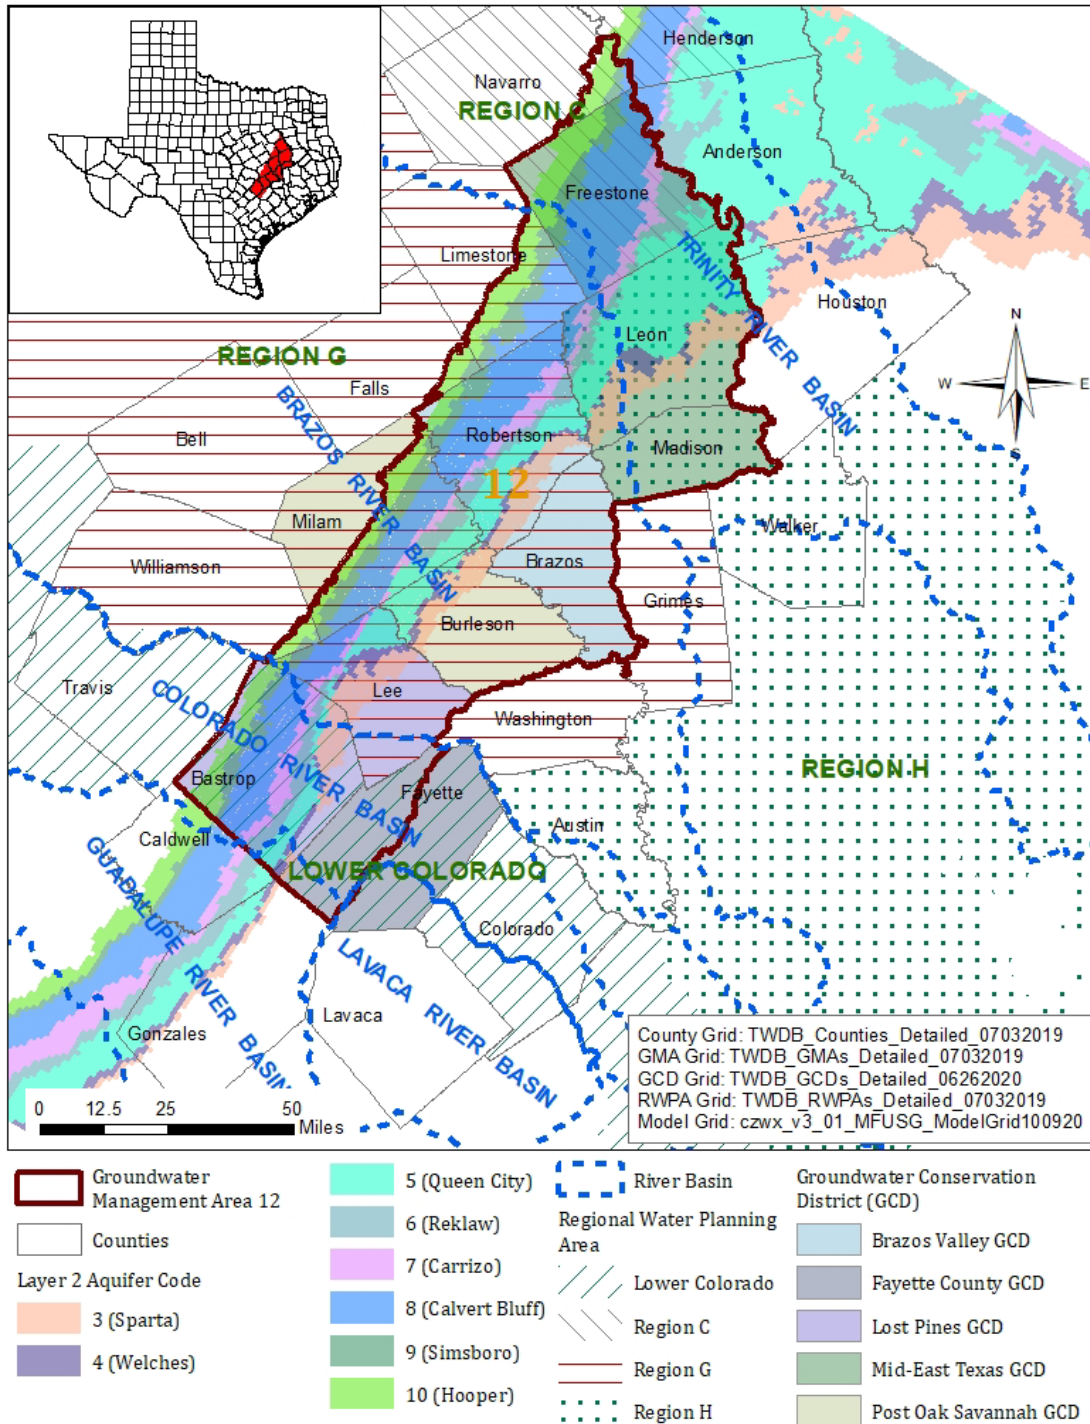 Henderson
Navarro
REGION C
Anderson
Freestone
Limestone
TRINITY RIVER BASIN
Houston
N
W E
S
Leon
REGION G
Falls
BRAZOS RIVER BASIN
Bell
Robertson
Madison
12
Milam
Walker
Williamson
Brazos
Grimes
Burleson
Travis
Lee
COLORADO RIVER BASIN
Washington
Bastrop
REGION H
Fayette
Caldwell
Austin
GUADALUPE RIVER BASIN
LOWER COLORADO
Colorado
LAVACA RIVER BASIN
Lavaca
Gonzales
County Grid: TWDB_Counties_Detailed_07032019
GMA Grid: TWDB_GMAs_Detailed_07032019
GCD Grid: TWDB_GCDs_Detailed_06262020
RWPA Grid: TWDB_RWPAs_Detailed_07032019
Model Grid: czwx_v3_01_MFUSG_ModelGrid100920
0 12.5 25 50
Miles
Groundwater
Management Area 12
Counties
Layer 2 Aquifer Code
3 (Sparta)
4 (Welches)
5 (Queen City)
6 (Reklaw)
7 (Carrizo)
8 (Calvert Bluff)
9 (Simsboro)
10 (Hooper)
River Basin
Regional Water Planning
Area
Lower Colorado
Region C
Region G
Region H
Groundwater Conservation
District (GCD)
Brazos Valley GCD
Fayette County GCD
Lost Pines GCD
Mid-East Texas GCD
Post Oak Savannah GCD